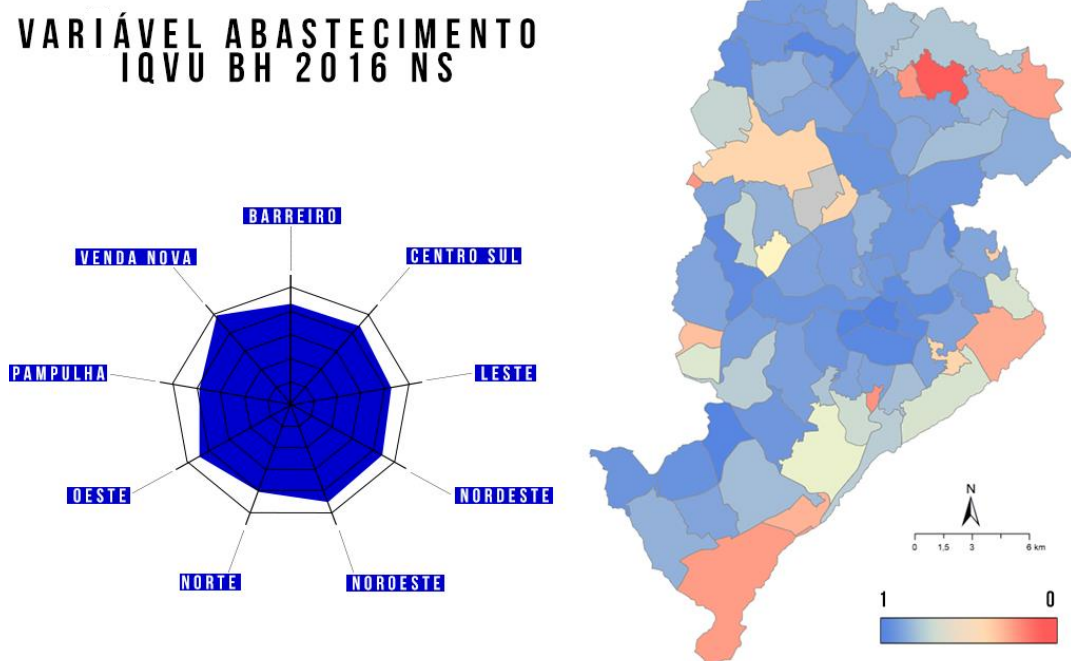 VARIÁVEL ABASTECIMENTO
IQVU BH 2016 NS
BARREIRO
VENDA NOVA
CENTRO SUL
PAMPULHA
LESTE
OESTE
NORDESTE
NORTE
NOROESTE
N
0 1,5 3 6 km
1 0